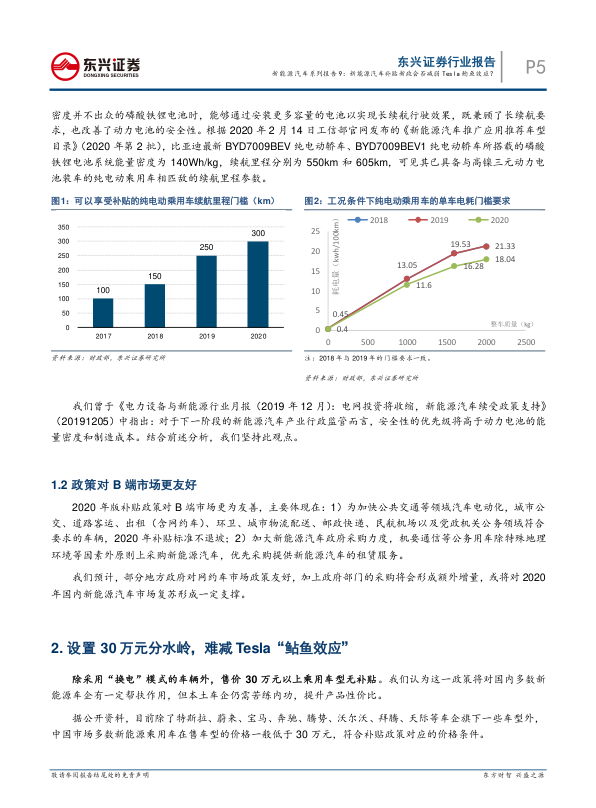 东兴证券
DONGXING SECURITIES
东兴证券行业报告
新能源汽车系列报告 9：新能源汽车补贴新政会否减弱 Tesla 鲶鱼效应？
P5
密度并不出众的磷酸铁锂电池时，能够通过安装更多容量的电池以实现长续航行驶效果，既兼顾了长续航要
求，也改善了动力电池的安全性。根据 2020 年 2 月 14 日工信部官网发布的《新能源汽车推广应用推荐车型
目录》（2020 年第 2 批），比亚迪最新 BYD7009BEV 纯电动轿车、BYD7009BEV1 纯电动轿车所搭载的磷酸
铁锂电池系统能量密度为 140Wh/kg，续航里程分别为 550km 和 605km，可见其已具备与高镍三元动力电
池装车的纯电动乘用车相匹敌的续航里程参数。
图1：可以享受补贴的纯电动乘用车续航里程门槛（km）
350
300
250
200
150
100
50
0
100
150
250
300
2017
2018
2019
2020
资料来源：财政部，东兴证券研究所
图2：工况条件下纯电动乘用车的单车电耗门槛要求
2018
2019
2020
耗电量（kwh/100km）
25
20
15
10
5
0
19.53
21.33
13.05
16.28
18.04
11.6
0.45
0.4
整车质量（kg）
0
500
1000
1500
2000
2500
注：2018 年与 2019 年的门槛要求一致。
资料来源：财政部，东兴证券研究所
我们曾于《电力设备与新能源行业月报（2019 年 12 月）：电网投资将收缩，新能源汽车续受政策支持》
（20191205）中指出：对于下一阶段的新能源汽车产业行政监管而言，安全性的优先级将高于动力电池的能
量密度和制造成本。结合前述分析，我们坚持此观点。
1.2 政策对 B 端市场更友好
2020 年版补贴政策对 B 端市场更为友善，主要体现在：1）为加快公共交通等领域汽车电动化，城市公
交、道路客运、出租（含网约车）、环卫、城市物流配送、邮政快递、民航机场以及党政机关公务领域符合
要求的车辆，2020 年补贴标准不退坡；2）加大新能源汽车政府采购力度，机要通信等公务用车除特殊地理
环境等因素外原则上采购新能源汽车，优先采购提供新能源汽车的租赁服务。
我们预计，部分地方政府对网约车市场政策友好，加上政府部门的采购将会形成额外增量，或将对 2020
年国内新能源汽车市场复苏形成一定支撑。
2. 设置 30 万元分水岭，难减 Tesla“鲇鱼效应”
除采用“换电”模式的车辆外，售价 30 万元以上乘用车型无补贴。我们认为这一政策将对国内多数新
能源车企有一定帮扶作用，但本土车企仍需苦练内功，提升产品性价比。
据公开资料，目前除了特斯拉、蔚来、宝马、奔驰、腾势、沃尔沃、拜腾、天际等车企旗下一些车型外，
中国市场多数新能源乘用车在售车型的价格一般低于 30 万元，符合补贴政策对应的价格条件。
敬请参阅报告结尾处的免责声明
东方财智 兴盛之源